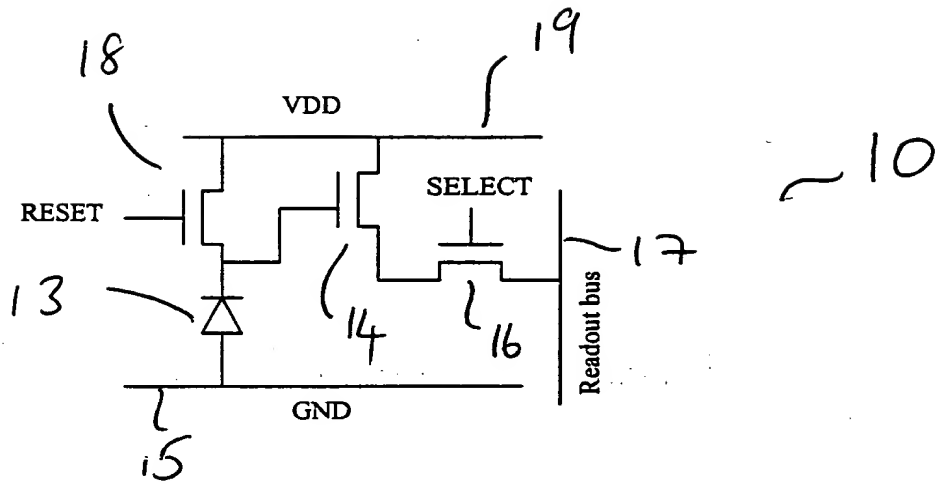 18
19
VDD
10
SELECT
RESET
17
13
14
16
Readout bus
GND
15